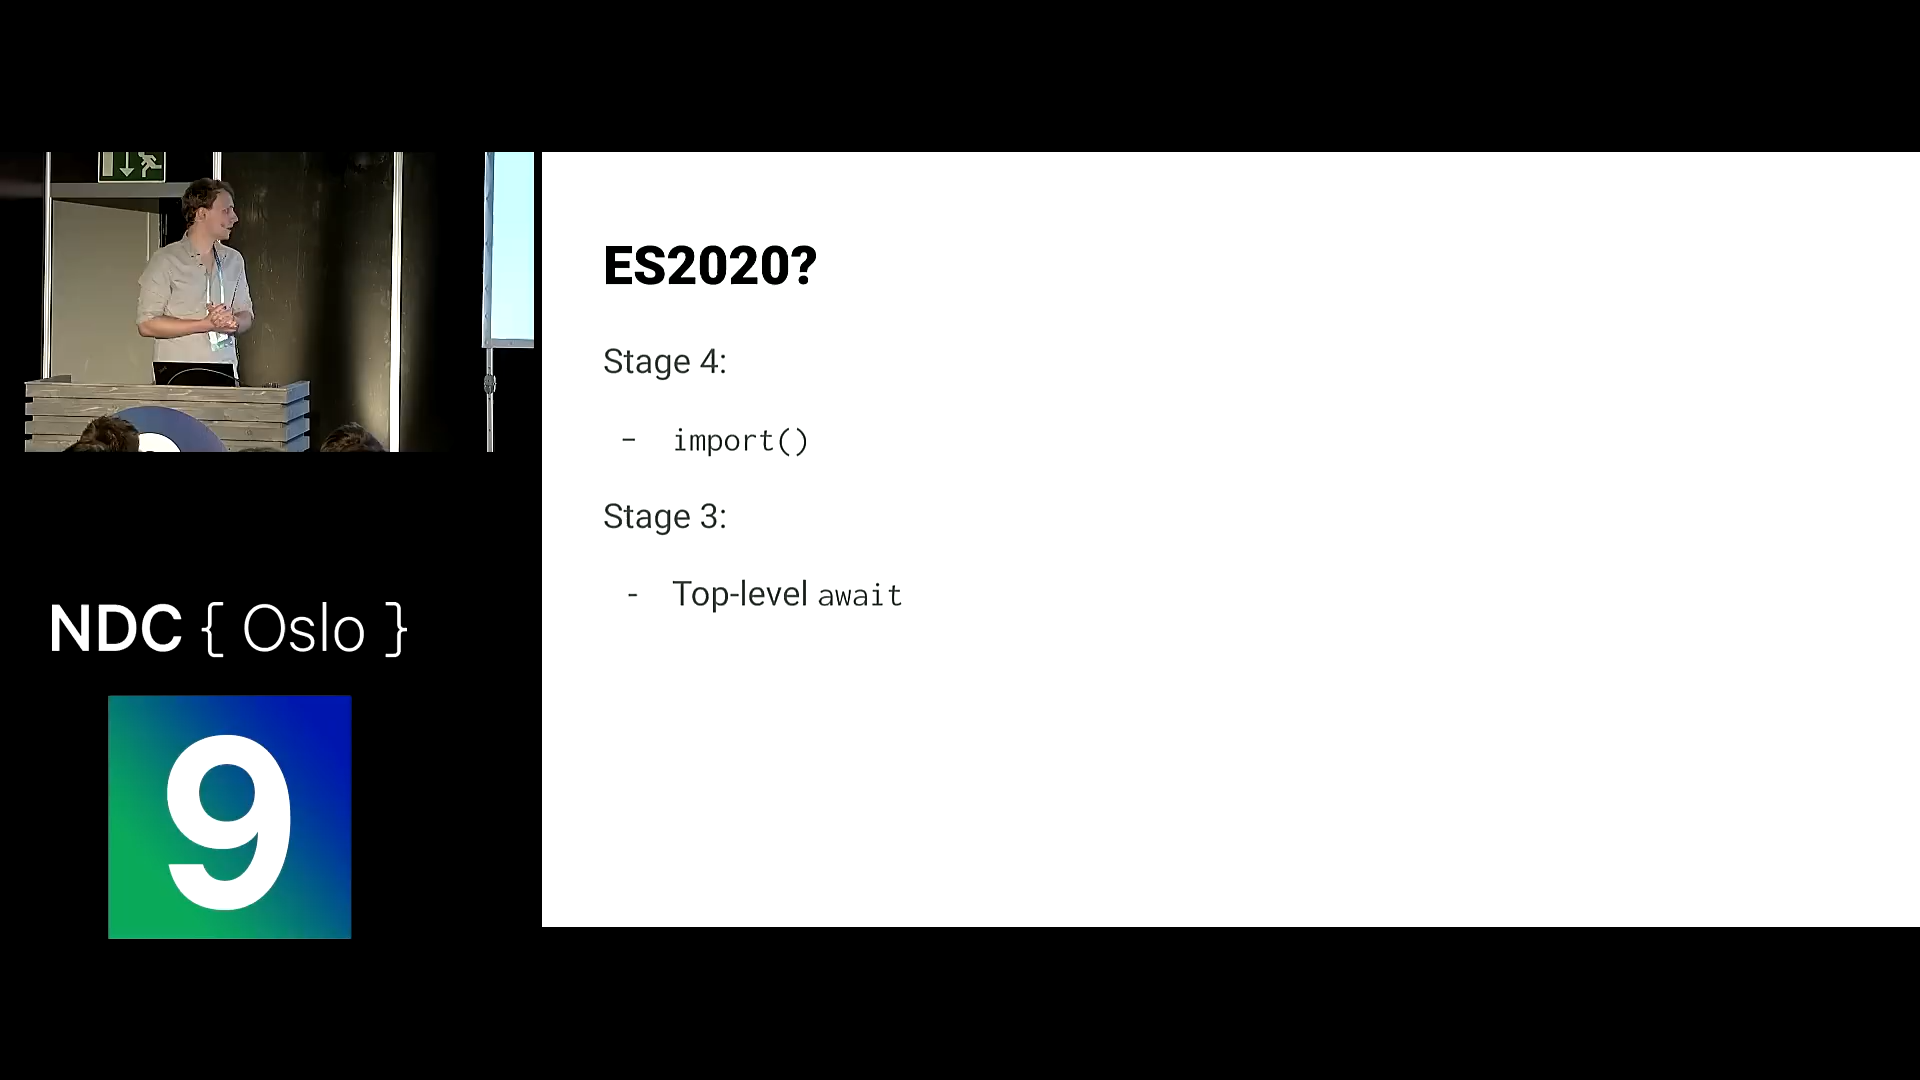 ES2020?
Stage 4:
- import()
Stage 3:
- Top-level await
NDC { Oslo }
9